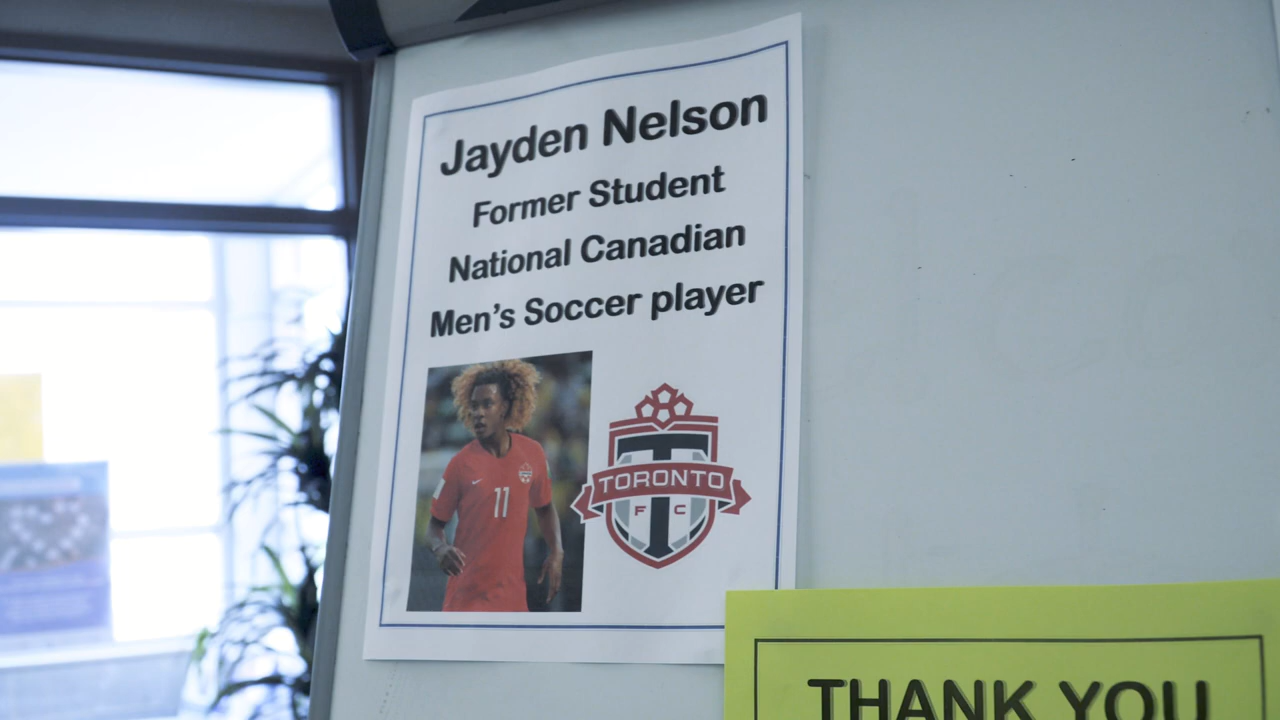 Jayden Nelson
Former Student
National Canadian
Men's Soccer player
11
T
TORONTO
F C
THANK YOU